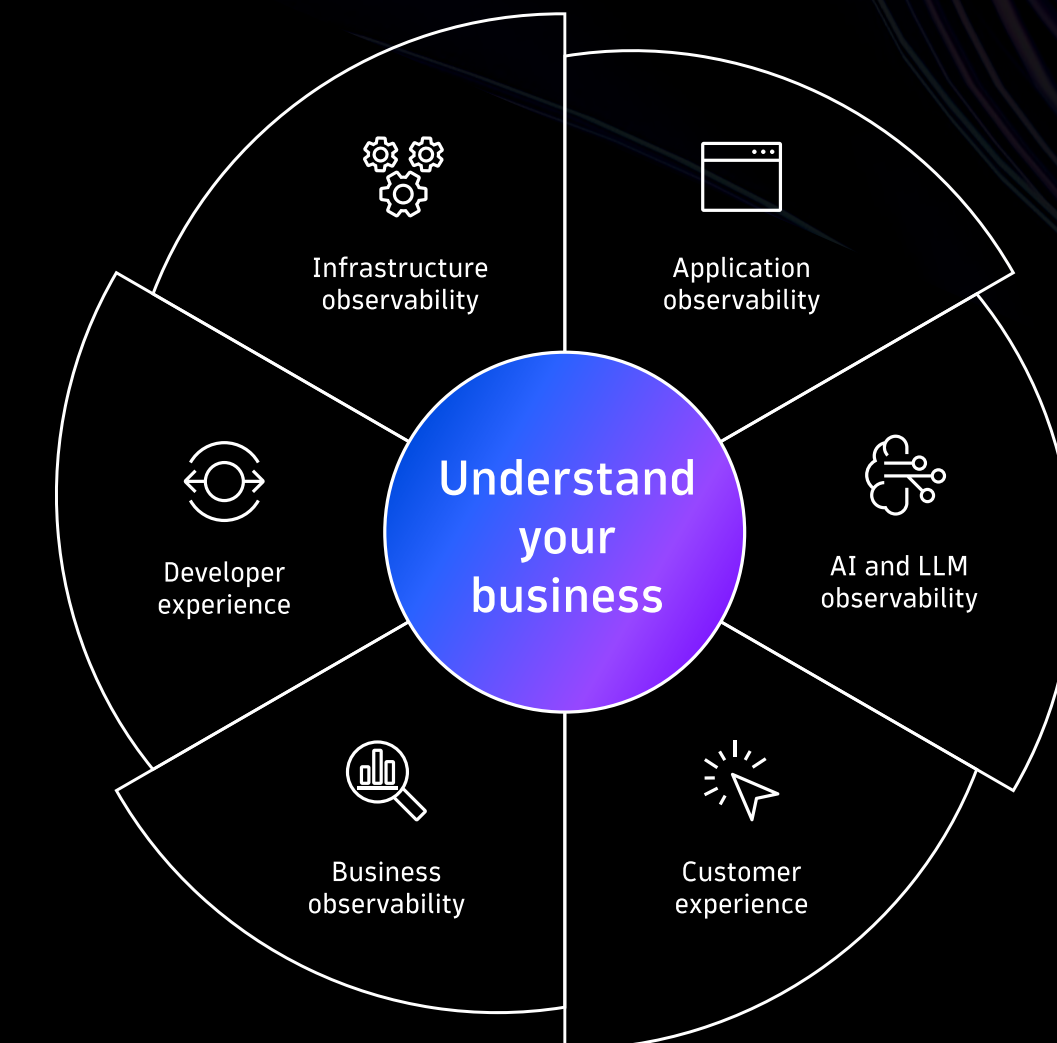 Infrastructure
observability
Application
observability
Understand
your
business
Developer
experience
AI and LLM
observability
Business
observability
Customer
experience